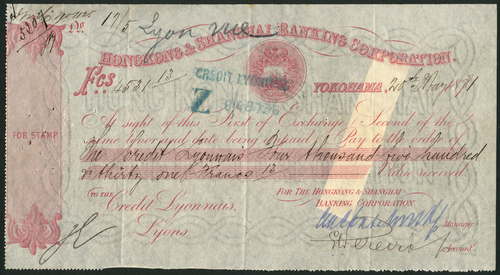 No 175 Lyon
HONGKONG & SHANGHAI BANKING CORPORATION.
Fcs 4531.13
CREDIT LYONNAIS
Z
YOKOHAMA, 20th Mar 1871
At sight of this First of Exchange (Second of the
same tenor and date being unpaid) Pay to the order of
The Credit Lyonnais four thousand five hundred
& thirty one Francs 13 Value received
FOR STAMP
TO THE
Credit Lyonnais,
Lyons.
FOR THE HONGKONG & SHANGHAI
BANKING CORPORATION
Manager
Account